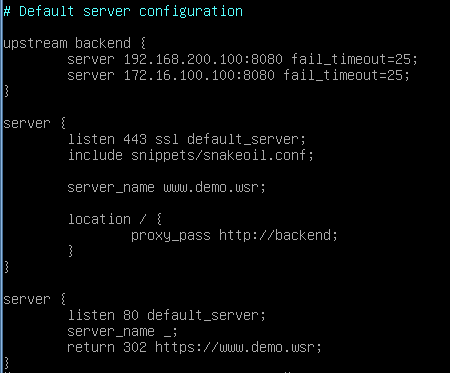 # Default server configuration
upstream backend {
server 192.168.200.100:8080 fail_timeout=25;
server 172.16.100.100:8080 fail_timeout=25;
}
server {
listen 443 ssl default_server;
include snippets/snakeoil.conf;
server_name www.demo.wsr;
location / {
proxy_pass http://backend;
}
}
server {
listen 80 default_server;
server_name _;
return 302 https://www.demo.wsr;
}